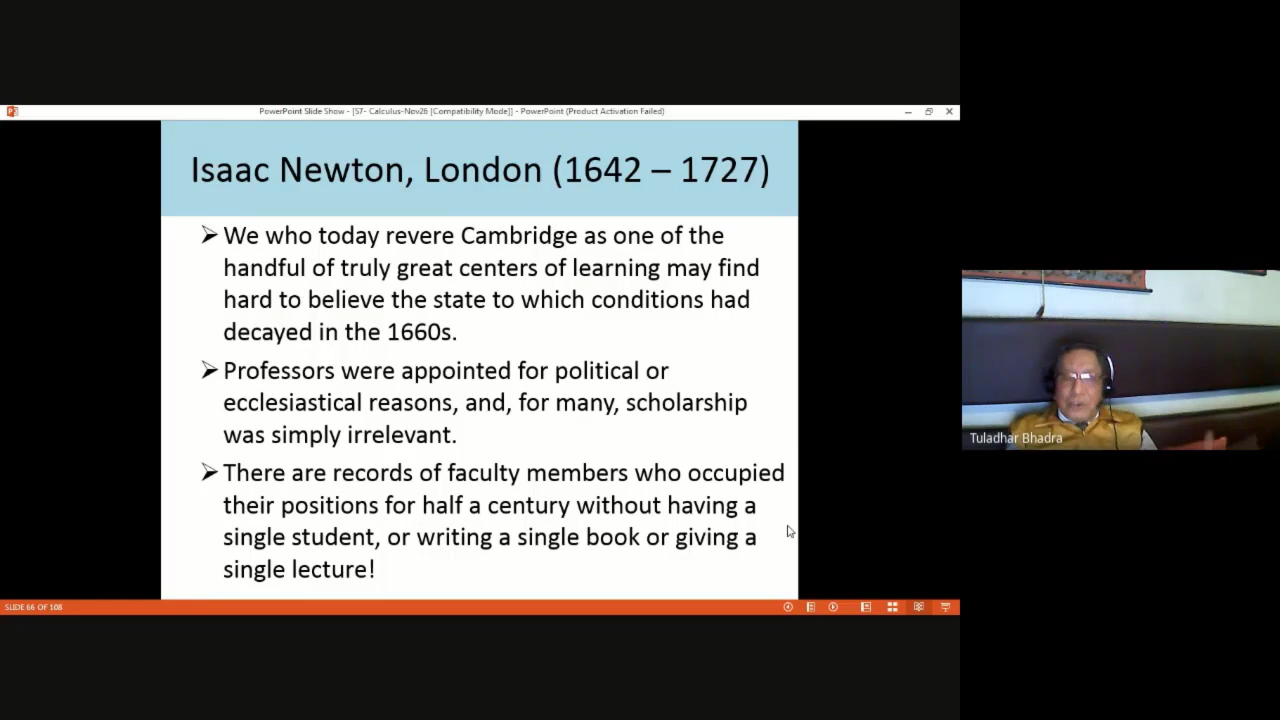 PowerPoint Slide Show - [57- Calculus-Nov26 [Compatibility Mode]] - PowerPoint (Product Activation Failed)
Isaac Newton, London (1642 – 1727)
We who today revere Cambridge as one of the
handful of truly great centers of learning may find
hard to believe the state to which conditions had
decayed in the 1660s.
Professors were appointed for political or
ecclesiastical reasons, and, for many, scholarship
was simply irrelevant.
There are records of faculty members who occupied
their positions for half a century without having a
single student, or writing a single book or giving a
single lecture!
SLIDE 66 OF 108
Tuladhar Bhadra